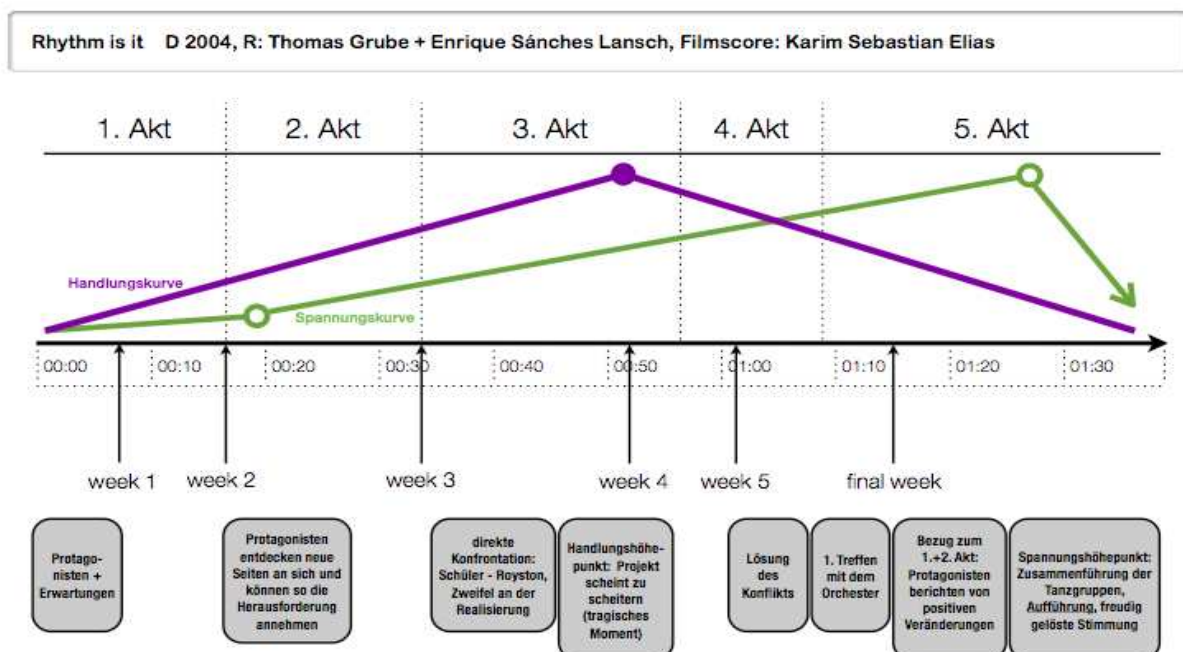 Rhythm is it D 2004, R: Thomas Grube + Enrique Sánches Lansch, Filmscore: Karim Sebastian Elias
1. Akt
2. Akt
3. Akt
4. Akt
5. Akt
Handlungskurve
Spannungskurve
00:00
00:10
00:20
00:30
00:40
00:50
01:00
01:10
01:20
01:30
week 1
week 2
week 3
week 4
week 5
final week
Protago-
nisten +
Erwartungen
Protagonisten
entdecken neue
Seiten an sich und
können so die
Herausforderung
annehmen
direkte
Konfrontation:
Schüler - Royston,
Zweifel an der
Realisierung
Handlungshöhe-
punkt: Projekt
scheint zu
scheitern
(tragisches
Moment)
Lösung
des
Konflikts
1. Treffen
mit dem
Orchester
Bezug zum
1.+2. Akt:
Protagonisten
berichten von
positiven
Veränderungen
Spannungshöhepunkt:
Zusammenführung der
Tanzgruppen,
Aufführung, freudig
gelöste Stimmung